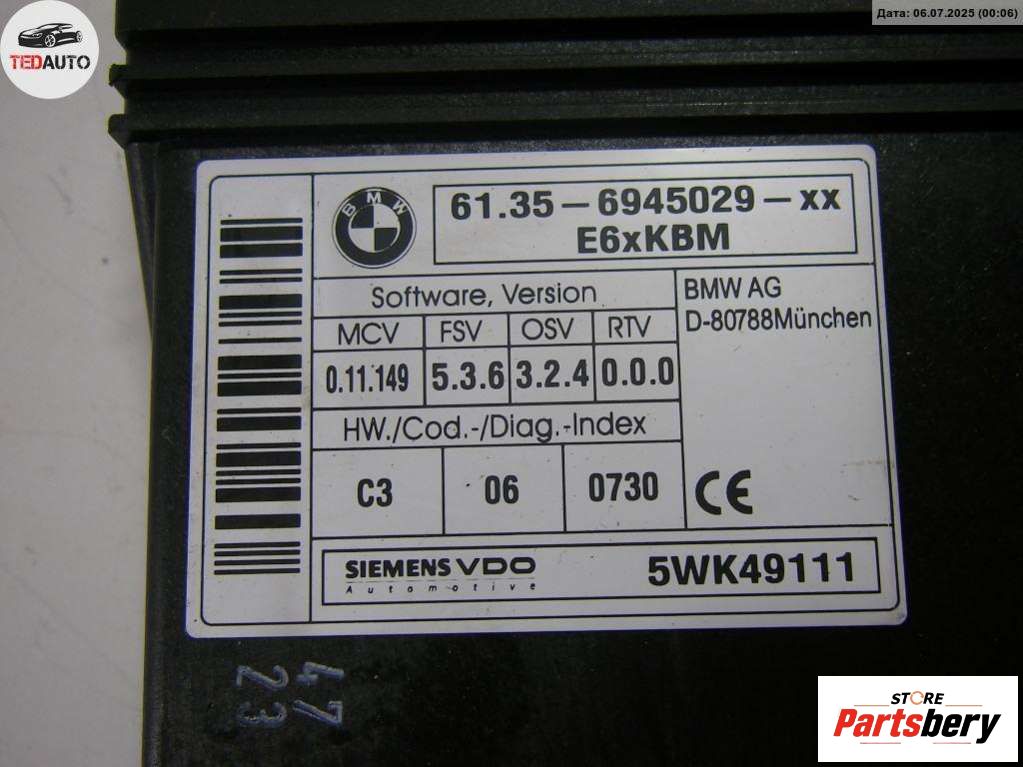 Дата: 06.07.2025 (00:06)
TEDAUTO
BMW
61.35-6945029-xx
E6xKBM
Software, Version
MCV FSV OSV RTV
0.11.149 5.3.6 3.2.4 0.0.0
BMW AG
D-80788München
HW./Cod.-/Diag.-Index
C3 06 0730
CE
SIEMENS VDO
Automotive
5WK49111
47
23
STORE
Partsbery